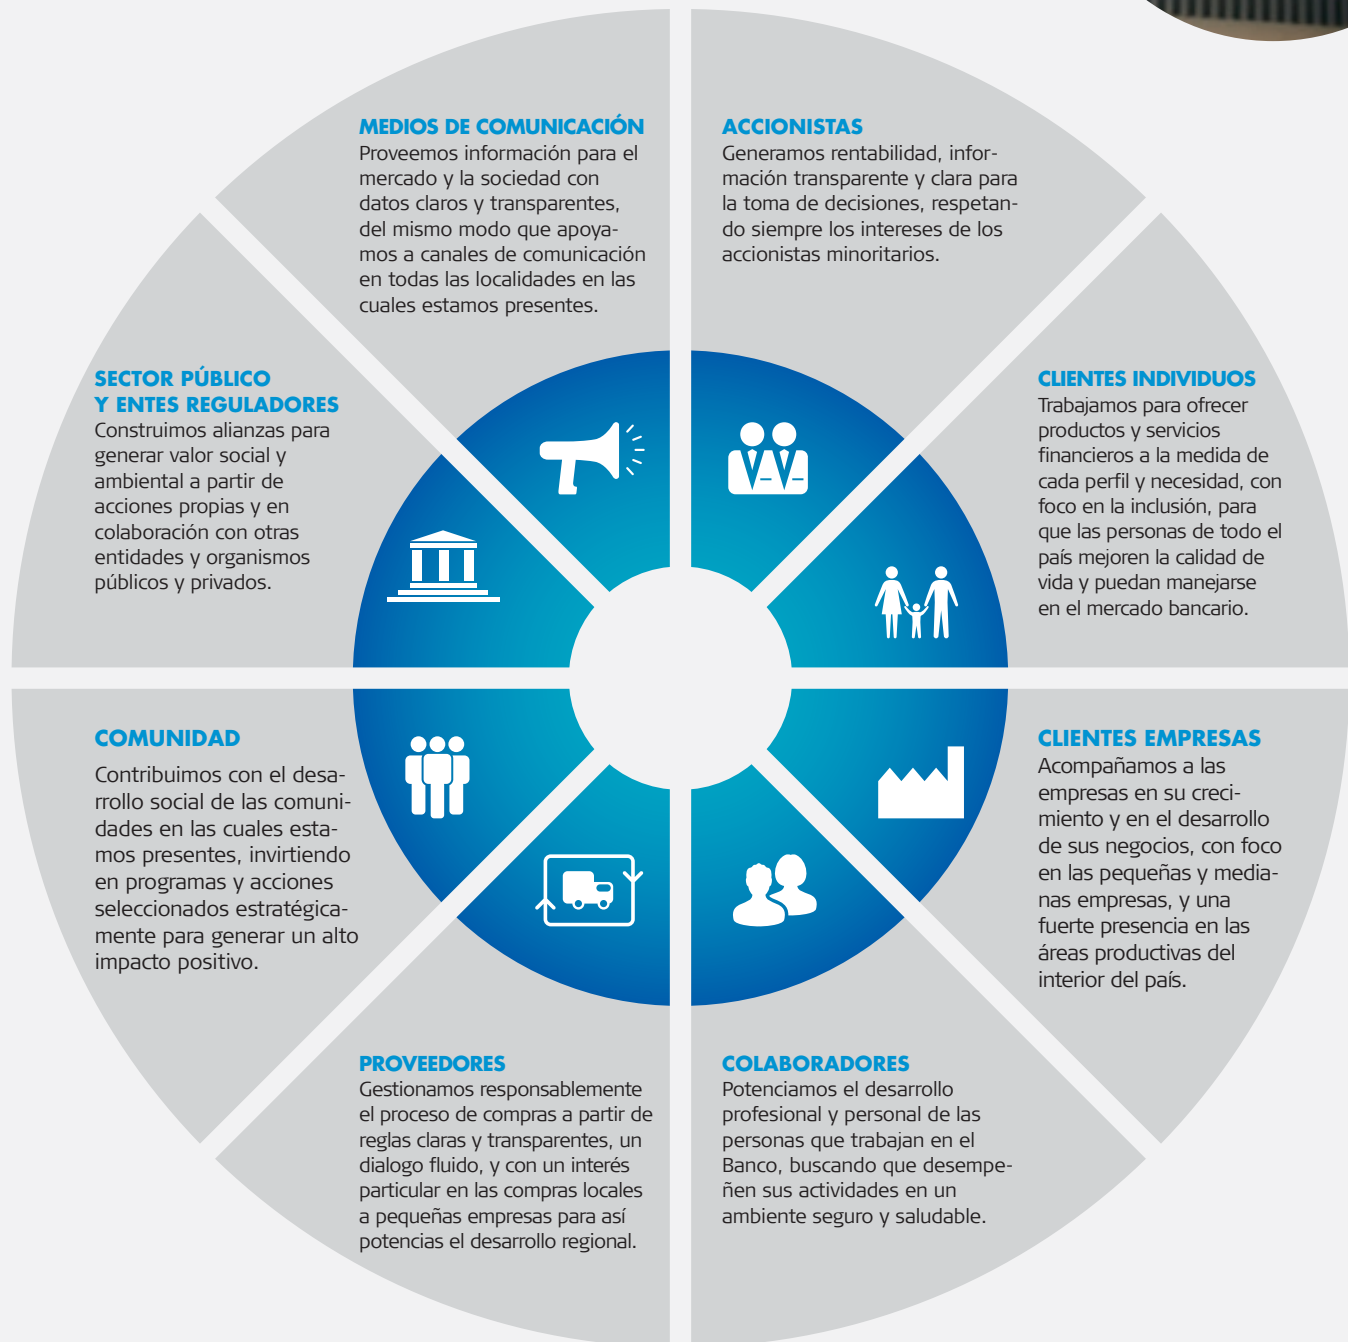 MEDIOS DE COMUNICACIÓN
Proveemos información para el
mercado y la sociedad con
datos claros y transparentes,
del mismo modo que apoya-
mos a canales de comunicación
en todas las localidades en las
cuales estamos presentes.
ACCIONISTAS
Generamos rentabilidad, infor-
mación transparente y clara para
la toma de decisiones, respetan-
do siempre los intereses de los
accionistas minoritarios.
SECTOR PÚBLICO
Y ENTES REGULADORES
Construimos alianzas para
generar valor social y
ambiental a partir de
acciones propias y en
colaboración con otras
entidades y organismos
públicos y privados.
CLIENTES INDIVIDUOS
Trabajamos para ofrecer
productos y servicios
financieros a la medida de
cada perfil y necesidad, con
foco en la inclusión, para
que las personas de todo el
país mejoren la calidad de
vida y puedan manejarse
en el mercado bancario.
COMUNIDAD
Contribuimos con el desa-
rrollo social de las comuni-
dades en las cuales esta-
mos presentes, invirtiendo
en programas y acciones
seleccionados estratégica-
mente para generar un alto
impacto positivo.
CLIENTES EMPRESAS
Acompañamos a las
empresas en su creci-
miento y en el desarrollo
de sus negocios, con foco
en las pequeñas y media-
nas empresas, y una
fuerte presencia en las
áreas productivas del
interior del país.
PROVEEDORES
Gestionamos responsablemente
el proceso de compras a partir de
reglas claras y transparentes, un
dialogo fluido, y con un interés
particular en las compras locales
a pequeñas empresas para así
potencias el desarrollo regional.
COLABORADORES
Potenciamos el desarrollo
profesional y personal de las
personas que trabajan en el
Banco, buscando que desempe-
ñen sus actividades en un
ambiente seguro y saludable.